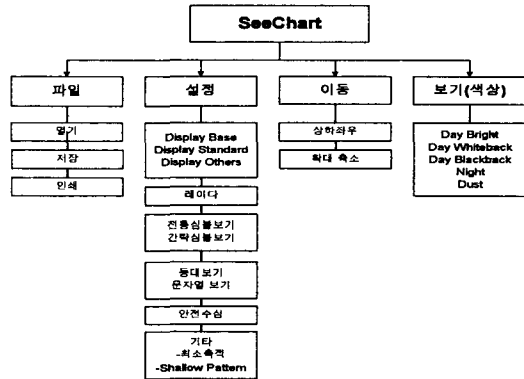 SeeChart
파일
열기
저장
인쇄
설정
Display Base
Display Standard
Display Others
레이다
전통심볼보기
간략심볼보기
등대보기
문자열 보기
안전수심
기타
-최소축척
-Shallow Pattern
이동
상하좌우
확대 축소
보기(색상)
Day Bright
Day Whiteback
Day Blackback
Night
Dust